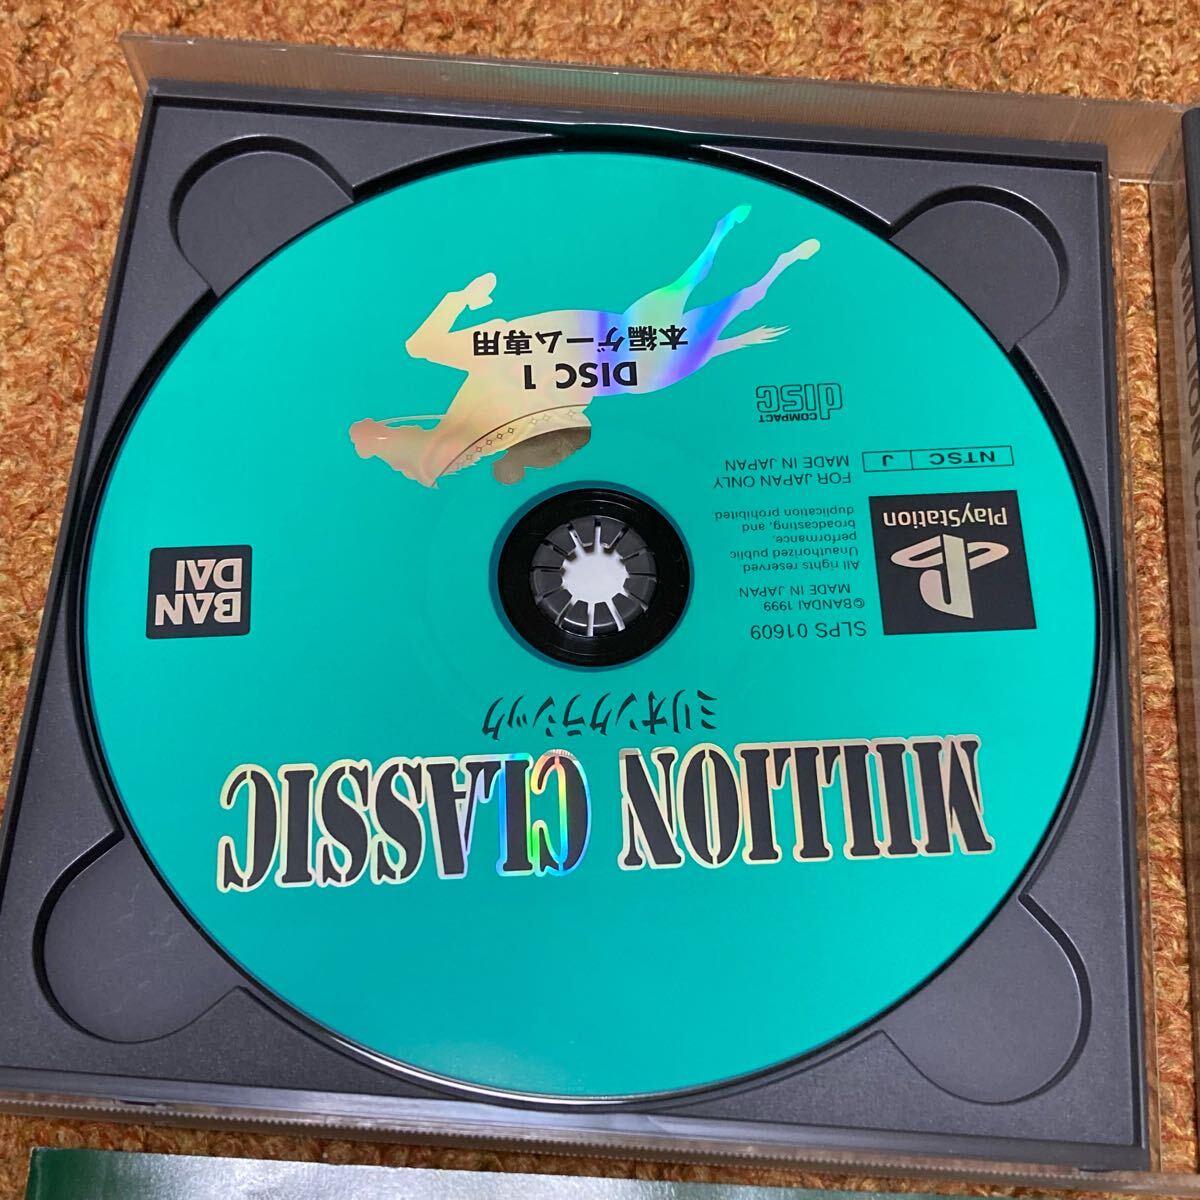 MILLION CLASSIC
ミリオンクラシック
SLPS 01609
©BANDAI 1999
MADE IN JAPAN
All rights reserved.
Unauthorized public
performance,
broadcasting, and
duplication prohibited
PlayStation
BAN
DAI
FOR JAPAN ONLY
MADE IN JAPAN
NTSC J
COMPACT
disc
DISC 1
本編ゲーム専用